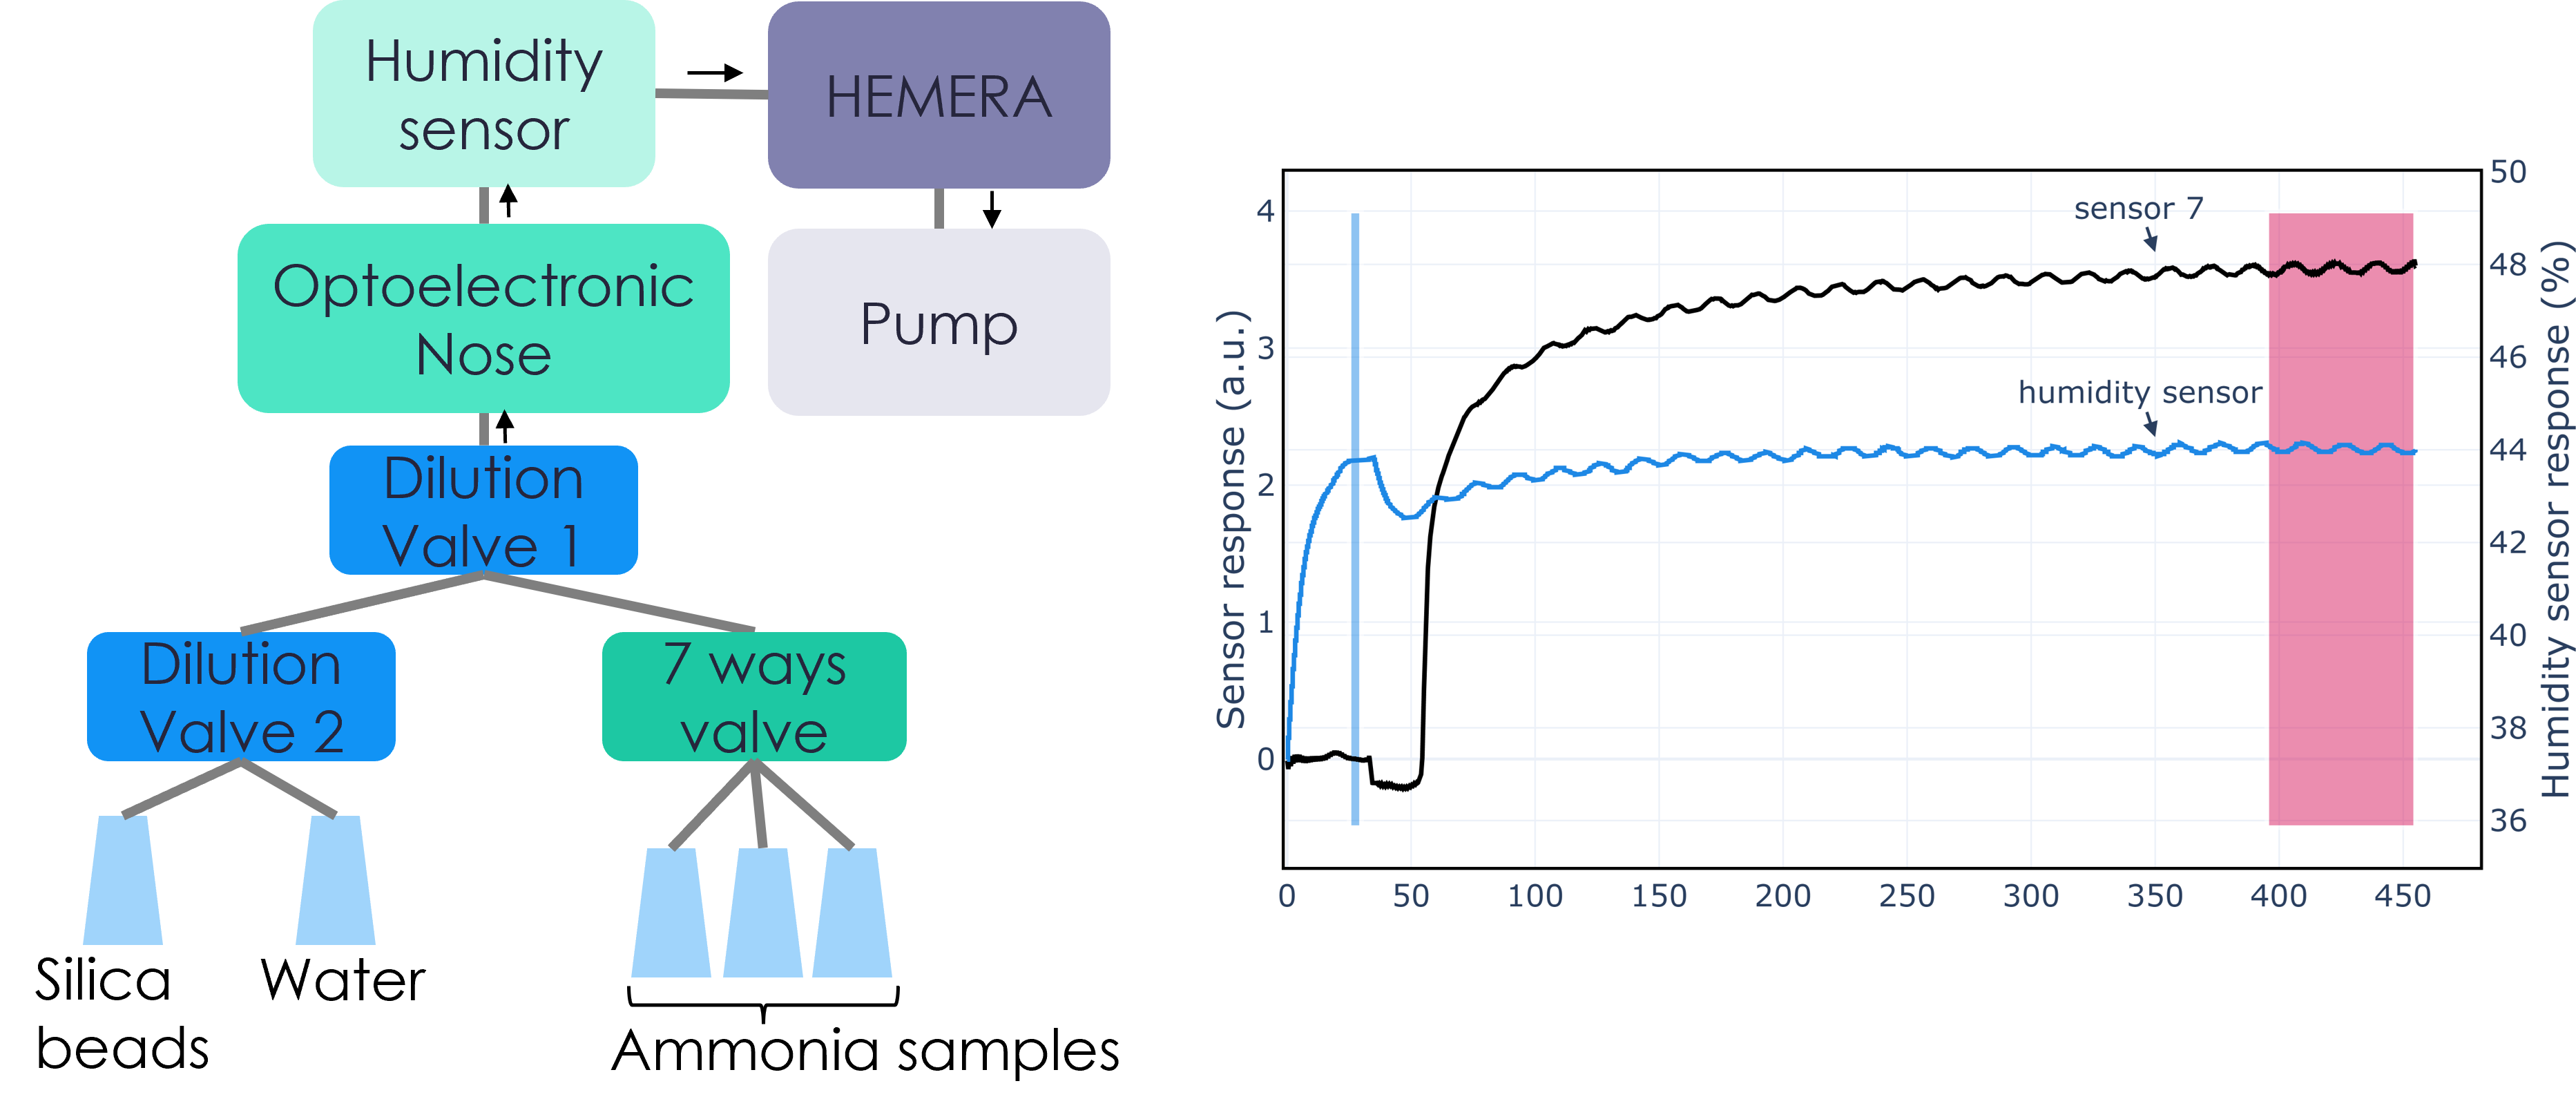 Humidity
sensor
HEMERA
Optoelectronic
Nose
Pump
Dilution
Valve 1
Dilution
Valve 2
7 ways
valve
Silica
beads
Water
Ammonia samples
Sensor response (a.u.)
4
3
2
1
0
sensor 7
humidity sensor
0
50
100
150
200
250
300
350
400
450
50
48
46
44
42
40
38
36
Humidity sensor response (%)